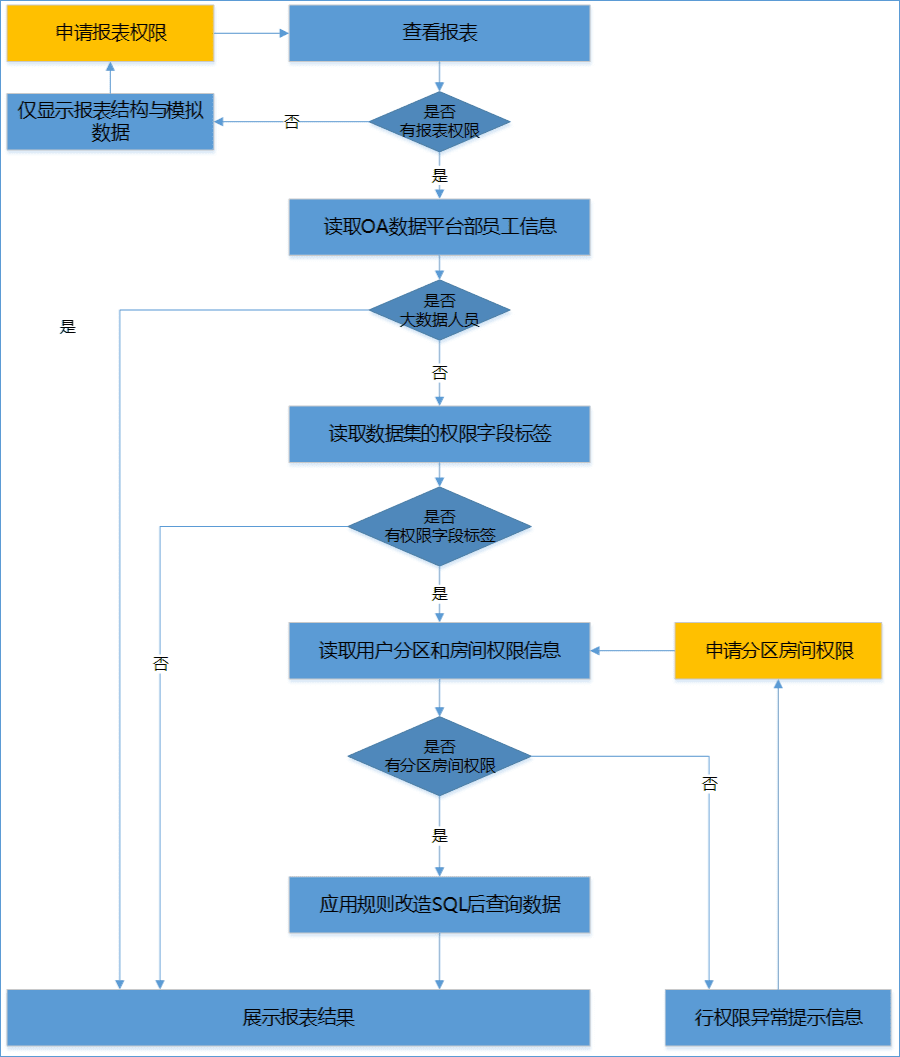 申请报表权限
查看报表
仅显示报表结构与模拟
数据
否
是否
有报表权限
是
读取OA数据平台部员工信息
是否
大数据人员
是
否
读取数据集的权限字段标签
是否
有权限字段标签
是
读取用户分区和房间权限信息
申请分区房间权限
否
是否
有分区房间权限
否
是
应用规则改造SQL后查询数据
展示报表结果
行权限异常提示信息